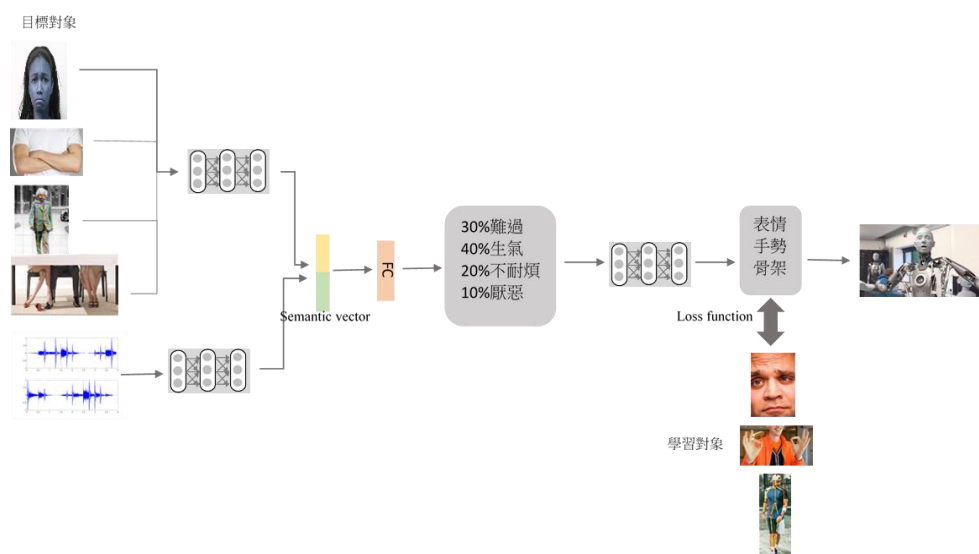 目標對象
Semantic vector
FC
30%難過
40%生氣
20%不耐煩
10%厭惡
表情
手勢
骨架
Loss function
學習對象